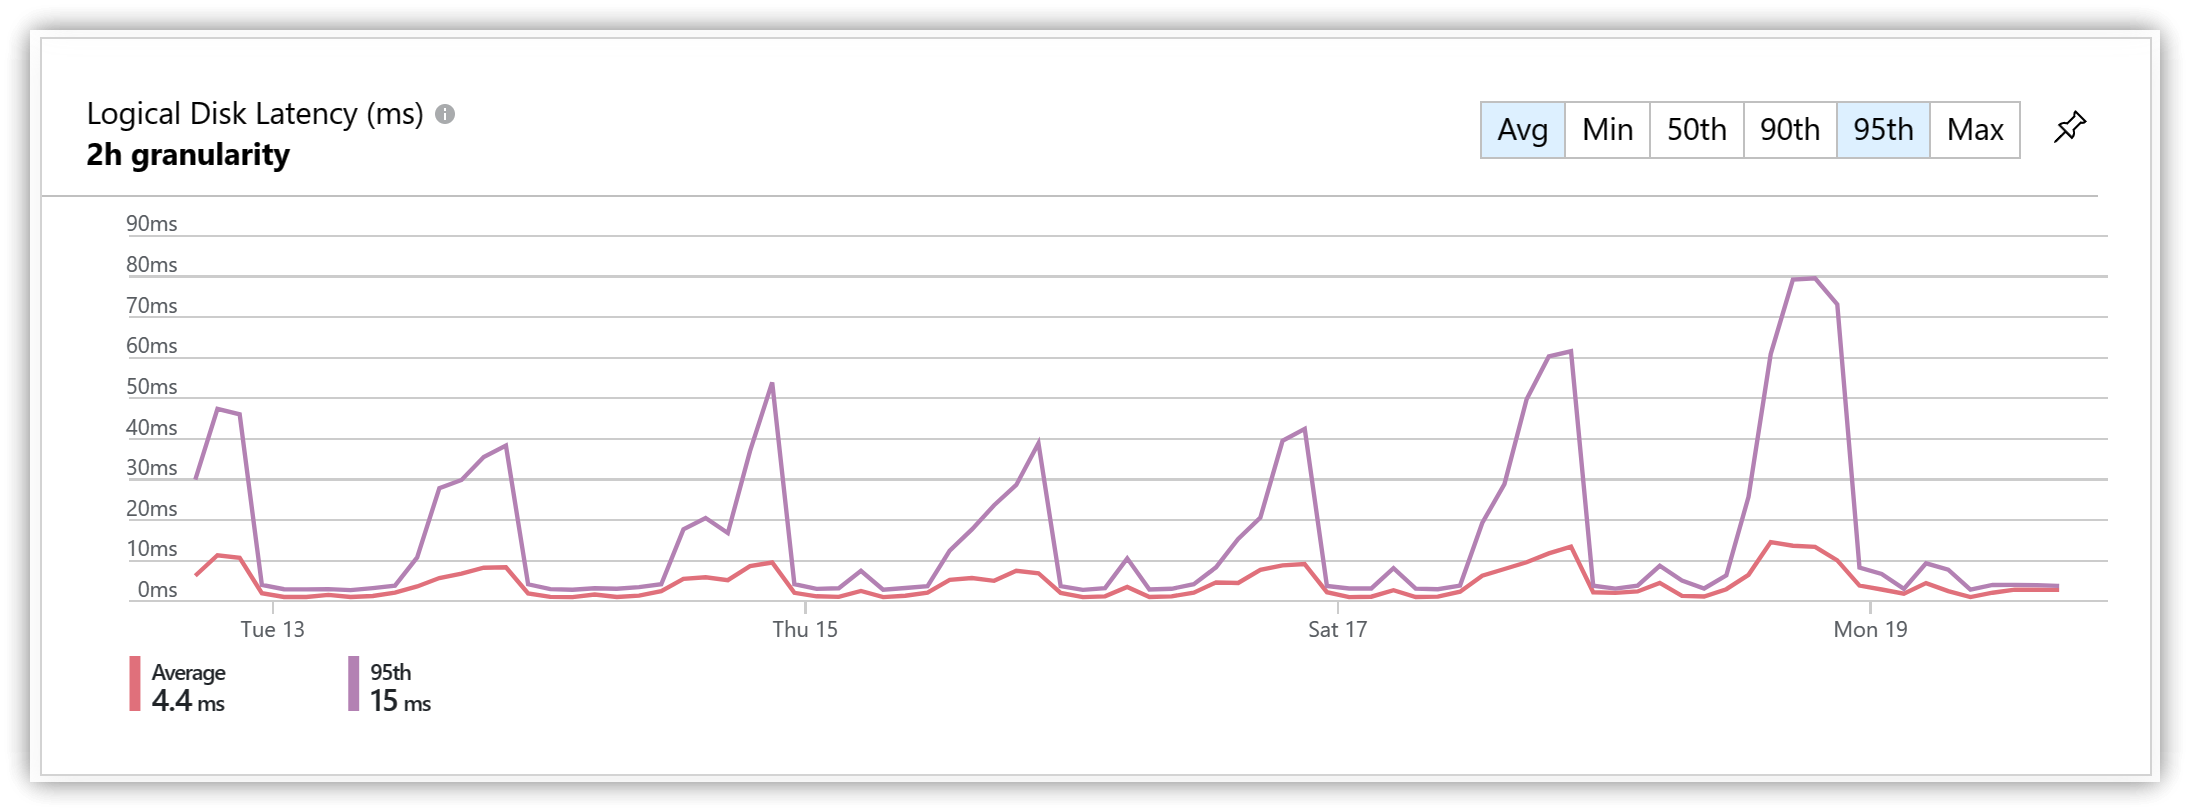 Logical Disk Latency (ms)
2h granularity
Avg Min 50th 90th 95th Max
90ms
80ms
70ms
60ms
50ms
40ms
30ms
20ms
10ms
0ms
Tue 13 Thu 15 Sat 17 Mon 19
Average 95th
4.4 ms 15 ms